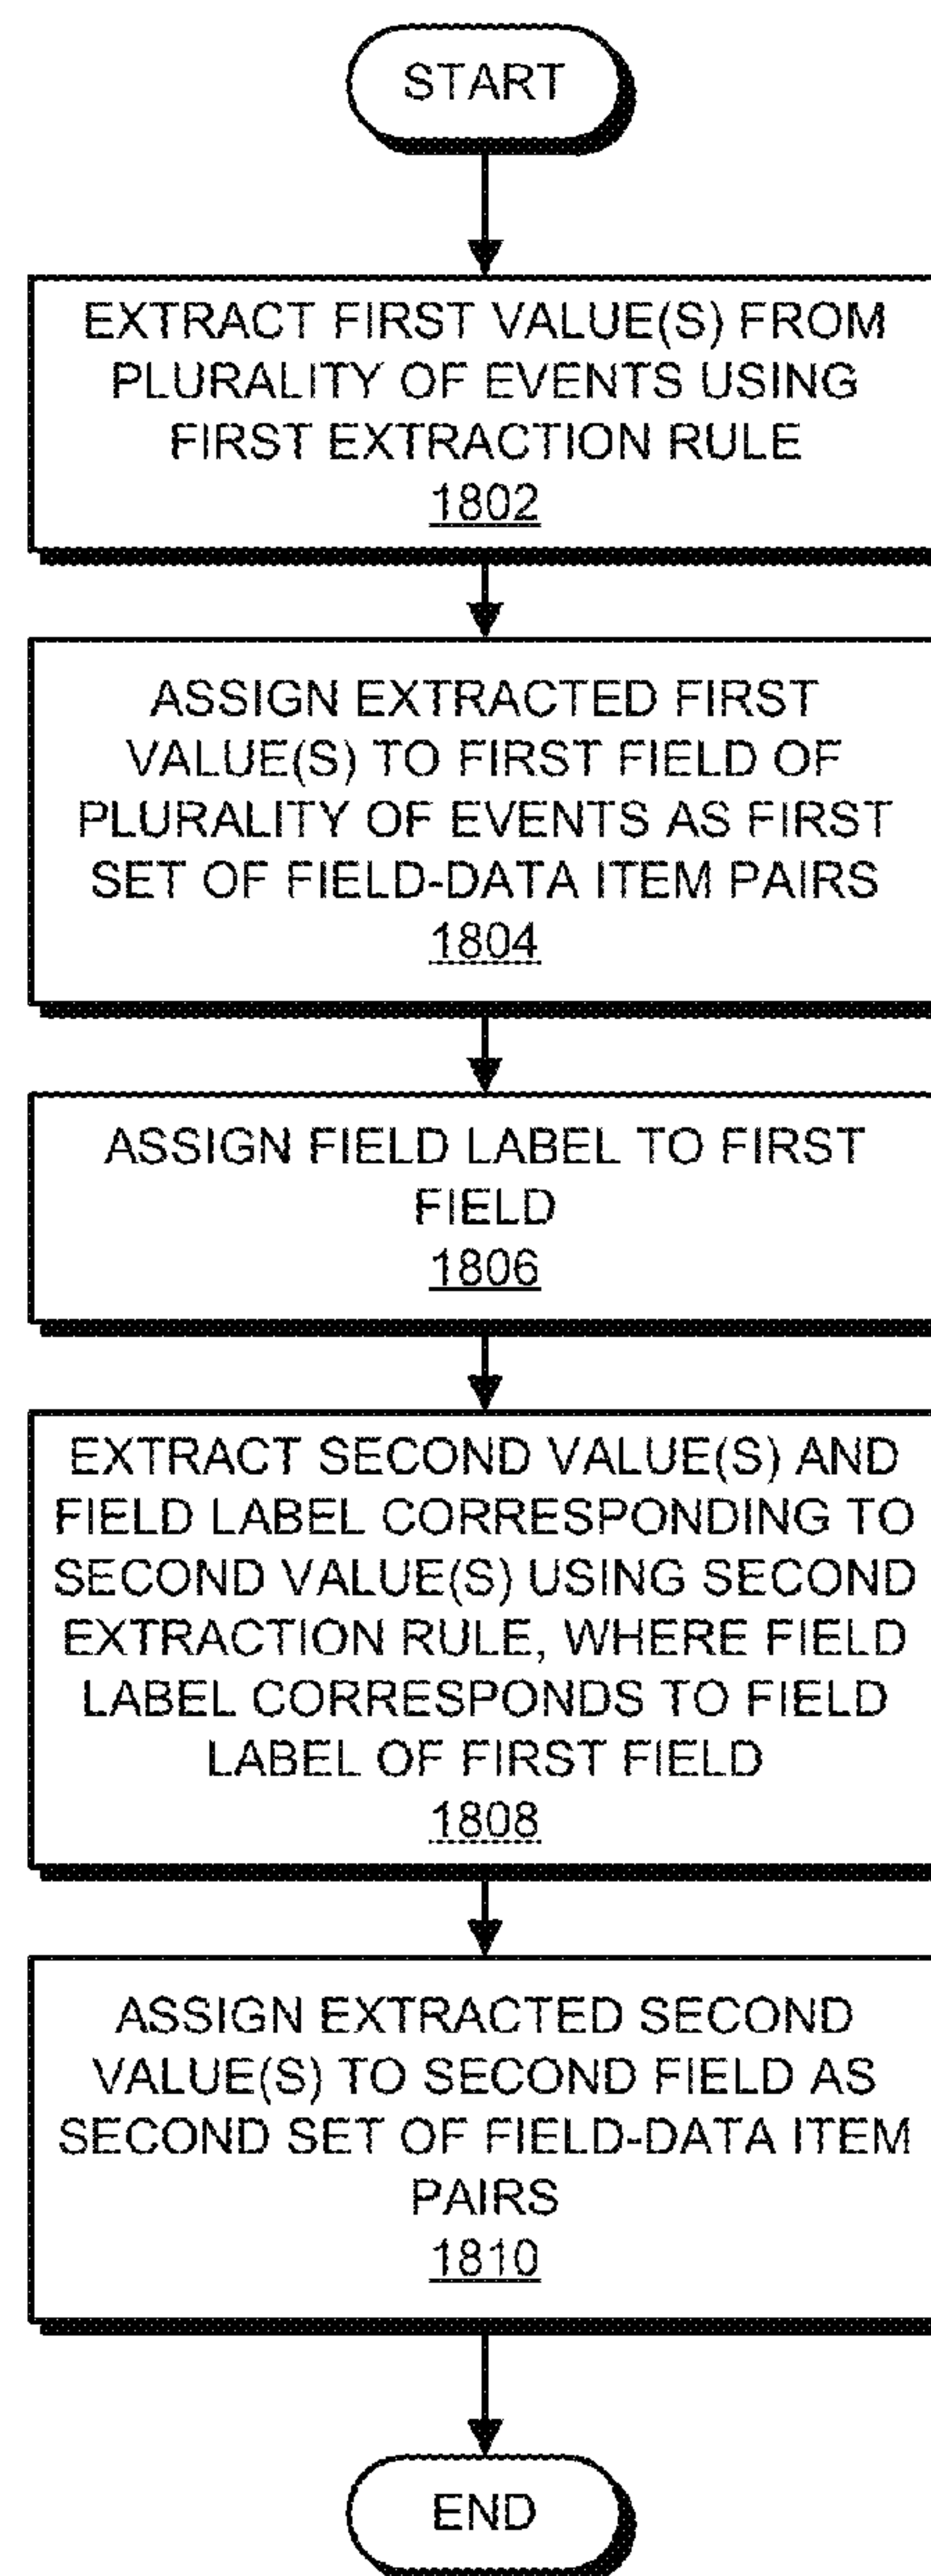 START
EXTRACT FIRST VALUE(S) FROM
PLURALITY OF EVENTS USING
FIRST EXTRACTION RULE
1802
ASSIGN EXTRACTED FIRST
VALUE(S) TO FIRST FIELD OF
PLURALITY OF EVENTS AS FIRST
SET OF FIELD-DATA ITEM PAIRS
1804
ASSIGN FIELD LABEL TO FIRST
FIELD
1806
EXTRACT SECOND VALUE(S) AND
FIELD LABEL CORRESPONDING TO
SECOND VALUE(S) USING SECOND
EXTRACTION RULE, WHERE FIELD
LABEL CORRESPONDS TO FIELD
LABEL OF FIRST FIELD
1808
ASSIGN EXTRACTED SECOND
VALUE(S) TO SECOND FIELD AS
SECOND SET OF FIELD-DATA ITEM
PAIRS
1810
END